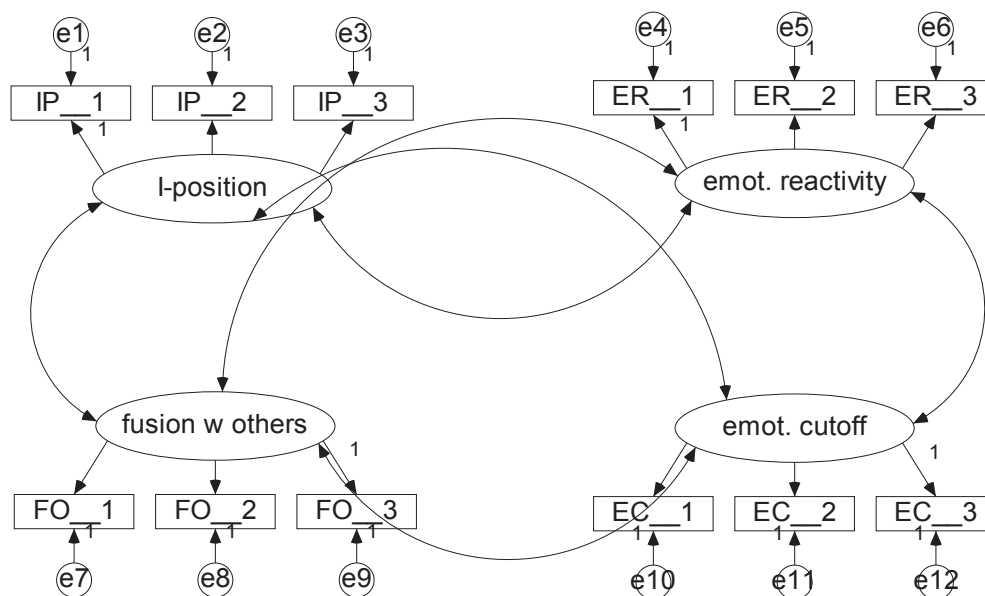 e1 e2 e3 e4 e5 e6
1 1 1 1 1 1
IP__1 IP__2 IP__3 ER__1 ER__2 ER__3
1 1
I-position emot. reactivity
fusion w others emot. cutoff
1 1
FO__1 FO__2 FO__3 EC__1 EC__2 EC__3
1 1 1 1 1 1
e7 e8 e9 e10 e11 e12